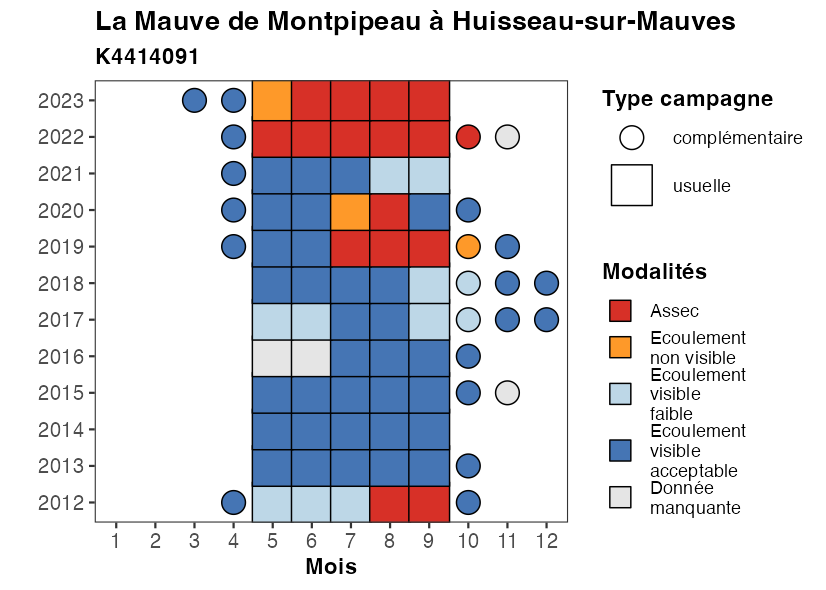 La Mauve de Montpipeau à Huisseau-sur-Mauves
K4414091
2023
2022
2021
2020
2019
2018
2017
2016
2015
2014
2013
2012
1 2 3 4 5 6 7 8 9 10 11 12
Mois
Type campagne
complémentaire
usuelle
Modalités
Assec
Ecoulement
non visible
Ecoulement
visible
faible
Ecoulement
visible
acceptable
Donnée
manquante